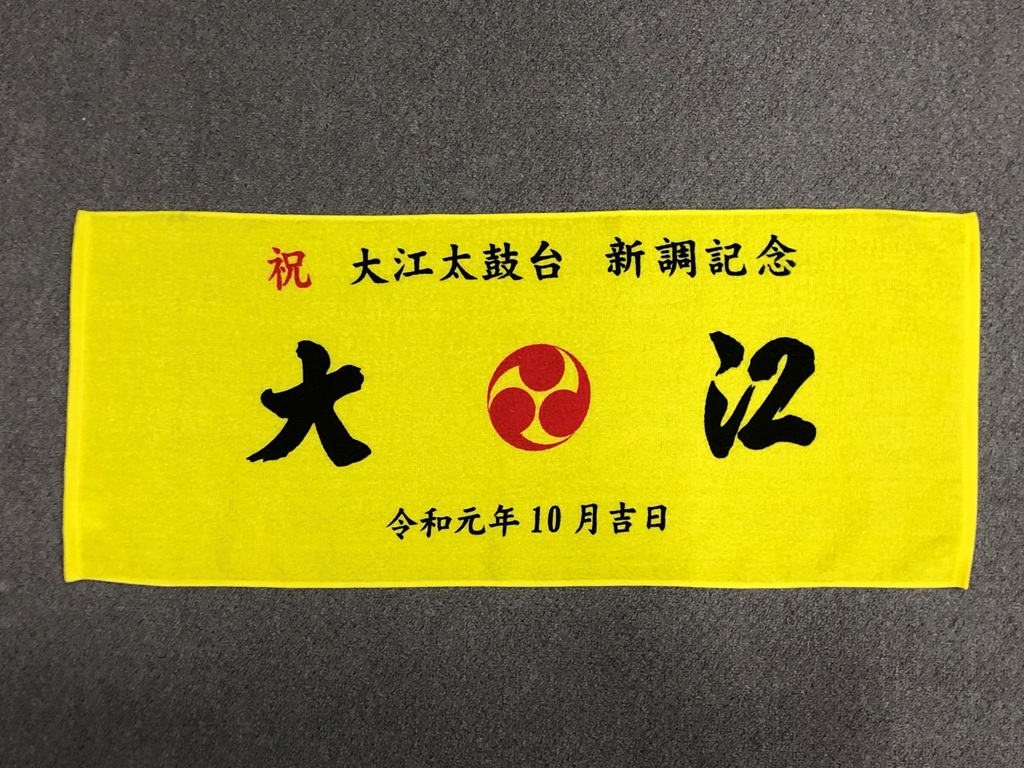 祝 大江太鼓台 新調記念
大 江
令和元年10月吉日